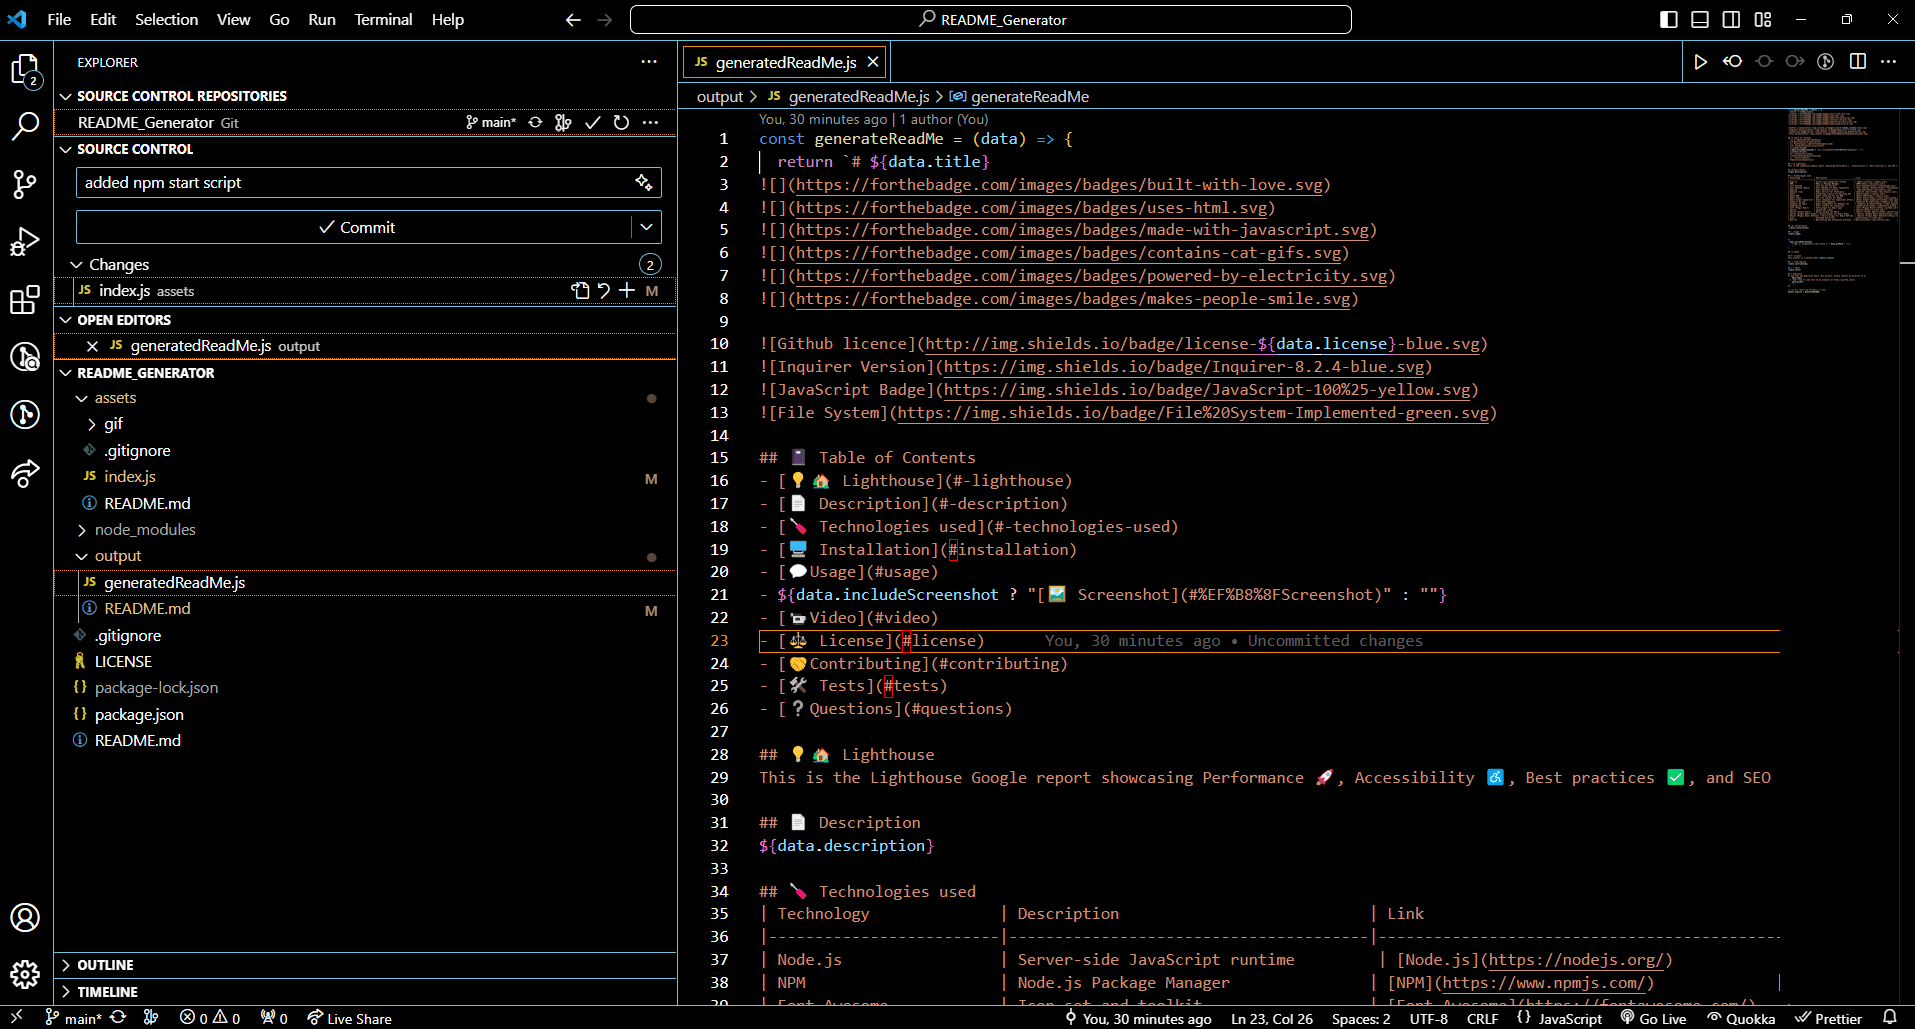 File Edit Selection View Go Run Terminal Help
README_Generator
EXPLORER
SOURCE CONTROL REPOSITORIES
README_Generator Git main*
SOURCE CONTROL
added npm start script
Commit
Changes 2
JS index.js assets M
OPEN EDITORS
JS generatedReadMe.js output
README_GENERATOR
assets
gif
.gitignore
JS index.js M
README.md
node_modules
output
JS generatedReadMe.js
README.md M
.gitignore
LICENSE
{} package-lock.json
{} package.json
README.md
OUTLINE
TIMELINE
2
JS generatedReadMe.js
output > JS generatedReadMe.js > generateReadMe
You, 30 minutes ago | 1 author (You)
1 const generateReadMe = (data) => {
2 return `# ${data.title}
3 ![](https://forthebadge.com/images/badges/built-with-love.svg)
4 ![](https://forthebadge.com/images/badges/uses-html.svg)
5 ![](https://forthebadge.com/images/badges/made-with-javascript.svg)
6 ![](https://forthebadge.com/images/badges/contains-cat-gifs.svg)
7 ![](https://forthebadge.com/images/badges/powered-by-electricity.svg)
8 ![](https://forthebadge.com/images/badges/makes-people-smile.svg)
9
10 ![Github licence](http://img.shields.io/badge/license-${data.license}-blue.svg)
11 ![Inquirer Version](https://img.shields.io/badge/Inquirer-8.2.4-blue.svg)
12 ![JavaScript Badge](https://img.shields.io/badge/JavaScript-100%25-yellow.svg)
13 ![File System](https://img.shields.io/badge/File%20System-Implemented-green.svg)
14
15 ## 📓 Table of Contents
16 - [💡🏠 Lighthouse](#-lighthouse)
17 - [📄 Description](#-description)
18 - [🪛 Technologies used](#-technologies-used)
19 - [🖥️ Installation](#installation)
20 - [💬Usage](#usage)
21 - ${data.includeScreenshot ? "[🖼️ Screenshot](#%EF%B8%8FScreenshot)" : ""}
22 - [📹Video](#video)
23 - [⚖️ License](#license) You, 30 minutes ago • Uncommitted changes
24 - [🤝Contributing](#contributing)
25 - [🛠️ Tests](#tests)
26 - [❔Questions](#questions)
27
28 ## 💡🏠 Lighthouse
29 This is the Lighthouse Google report showcasing Performance 🚀, Accessibility ♿, Best practices ✅, and SEO
30
31 ## 📄 Description
32 ${data.description}
33
34 ## 🪛 Technologies used
35 | Technology | Description | Link
36 |-------------------------|---------------------------------------|--------------------------------------------
37 | Node.js | Server-side JavaScript runtime | [Node.js](https://nodejs.org/)
38 | NPM | Node.js Package Manager | [NPM](https://www.npmjs.com/) |
39 | Font Awesome | Icon set and toolkit | [Font Awesome](https://fontawesome.com/)
main* 0 0 0 Live Share You, 30 minutes ago Ln 23, Col 26 Spaces: 2 UTF-8 CRLF {} JavaScript Go Live Quokka Prettier